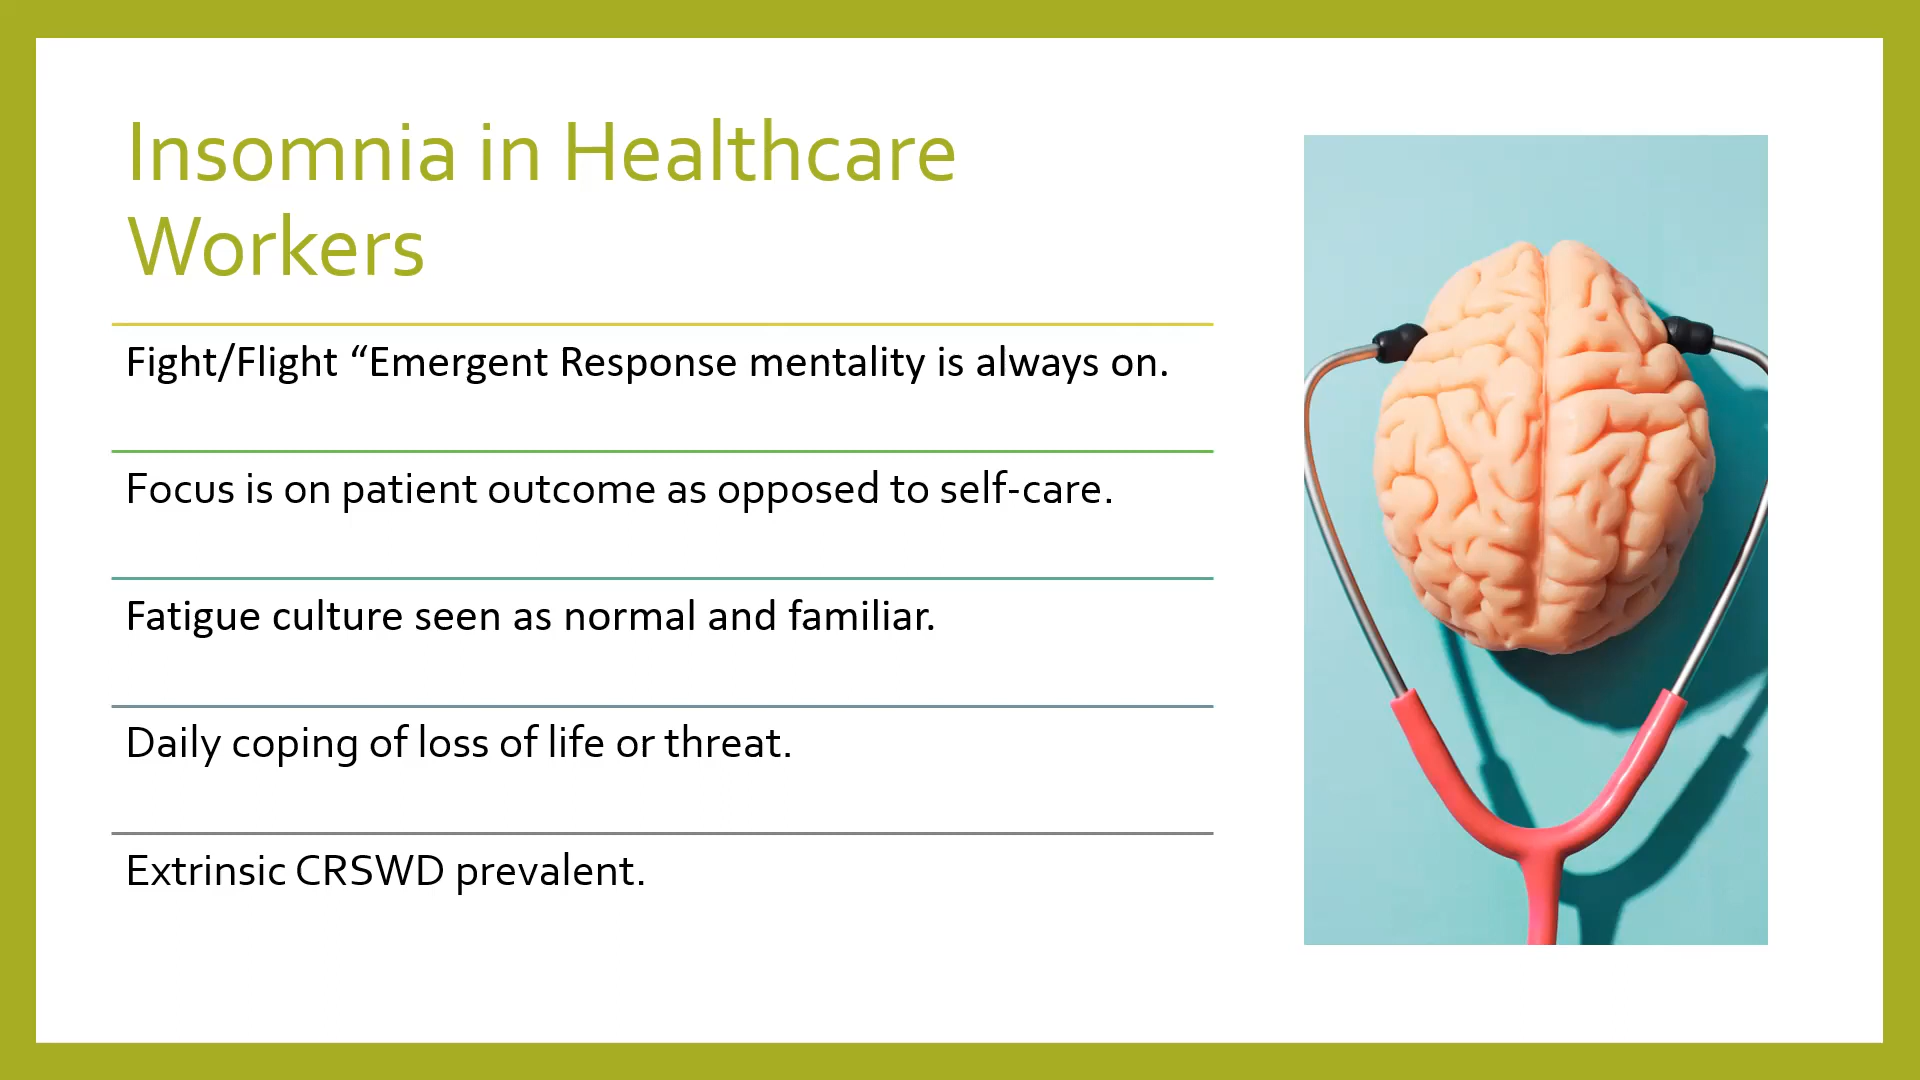 Insomnia in Healthcare
Workers
Fight/Flight “Emergent Response mentality is always on.
Focus is on patient outcome as opposed to self-care.
Fatigue culture seen as normal and familiar.
Daily coping of loss of life or threat.
Extrinsic CRSWD prevalent.